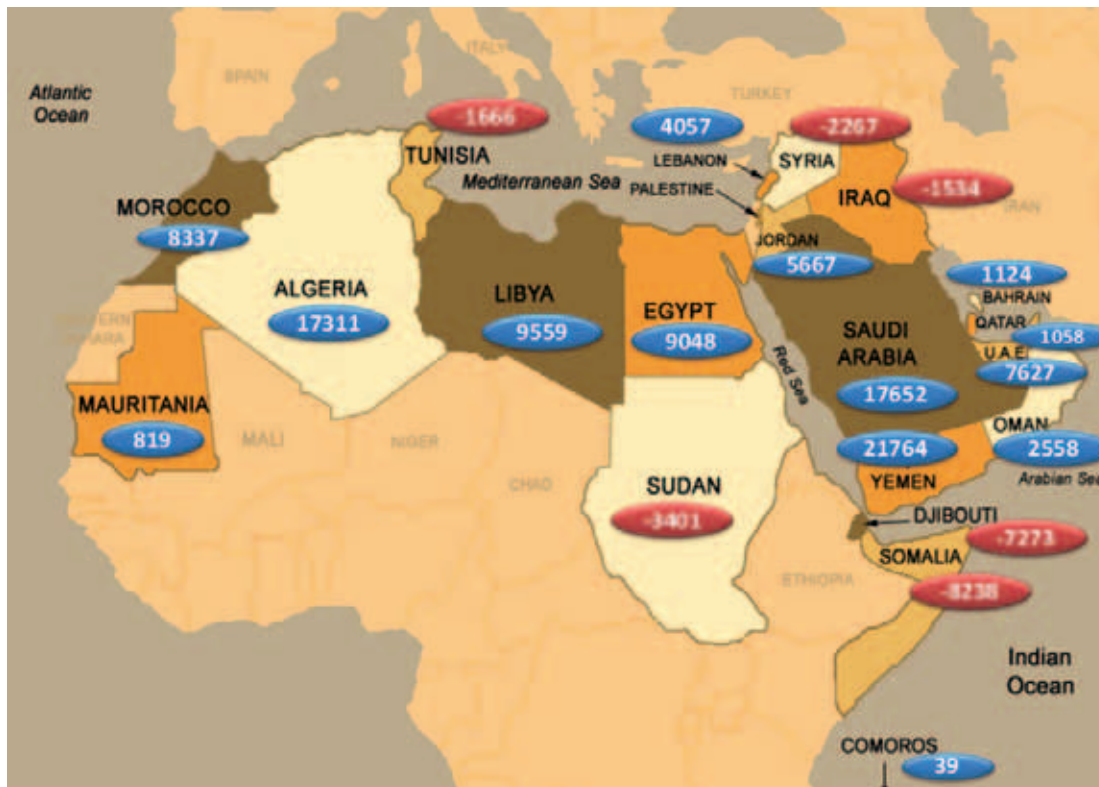 ITALY
SPAIN
Atlantic
Ocean
-1666
TURKEY
4057
-2267
TUNISIA
LEBANON
SYRIA
Mediterranean Sea
PALESTINE
IRAQ
-1534
IRAN
MOROCCO
8337
JORDAN
5667
1124
BAHRAIN
ALGERIA
17311
LIBYA
9559
EGYPT
9048
QATAR
1058
SAUDI
ARABIA
U.A.E
7627
Red Sea
17652
MAURITANIA
819
MALI
NIGER
CHAD
OMAN
2558
21764
YEMEN
Arabian Sea
SUDAN
-3401
DJIBOUTI
-7273
SOMALIA
ETHIOPIA
-8238
Indian
Ocean
COMOROS
39